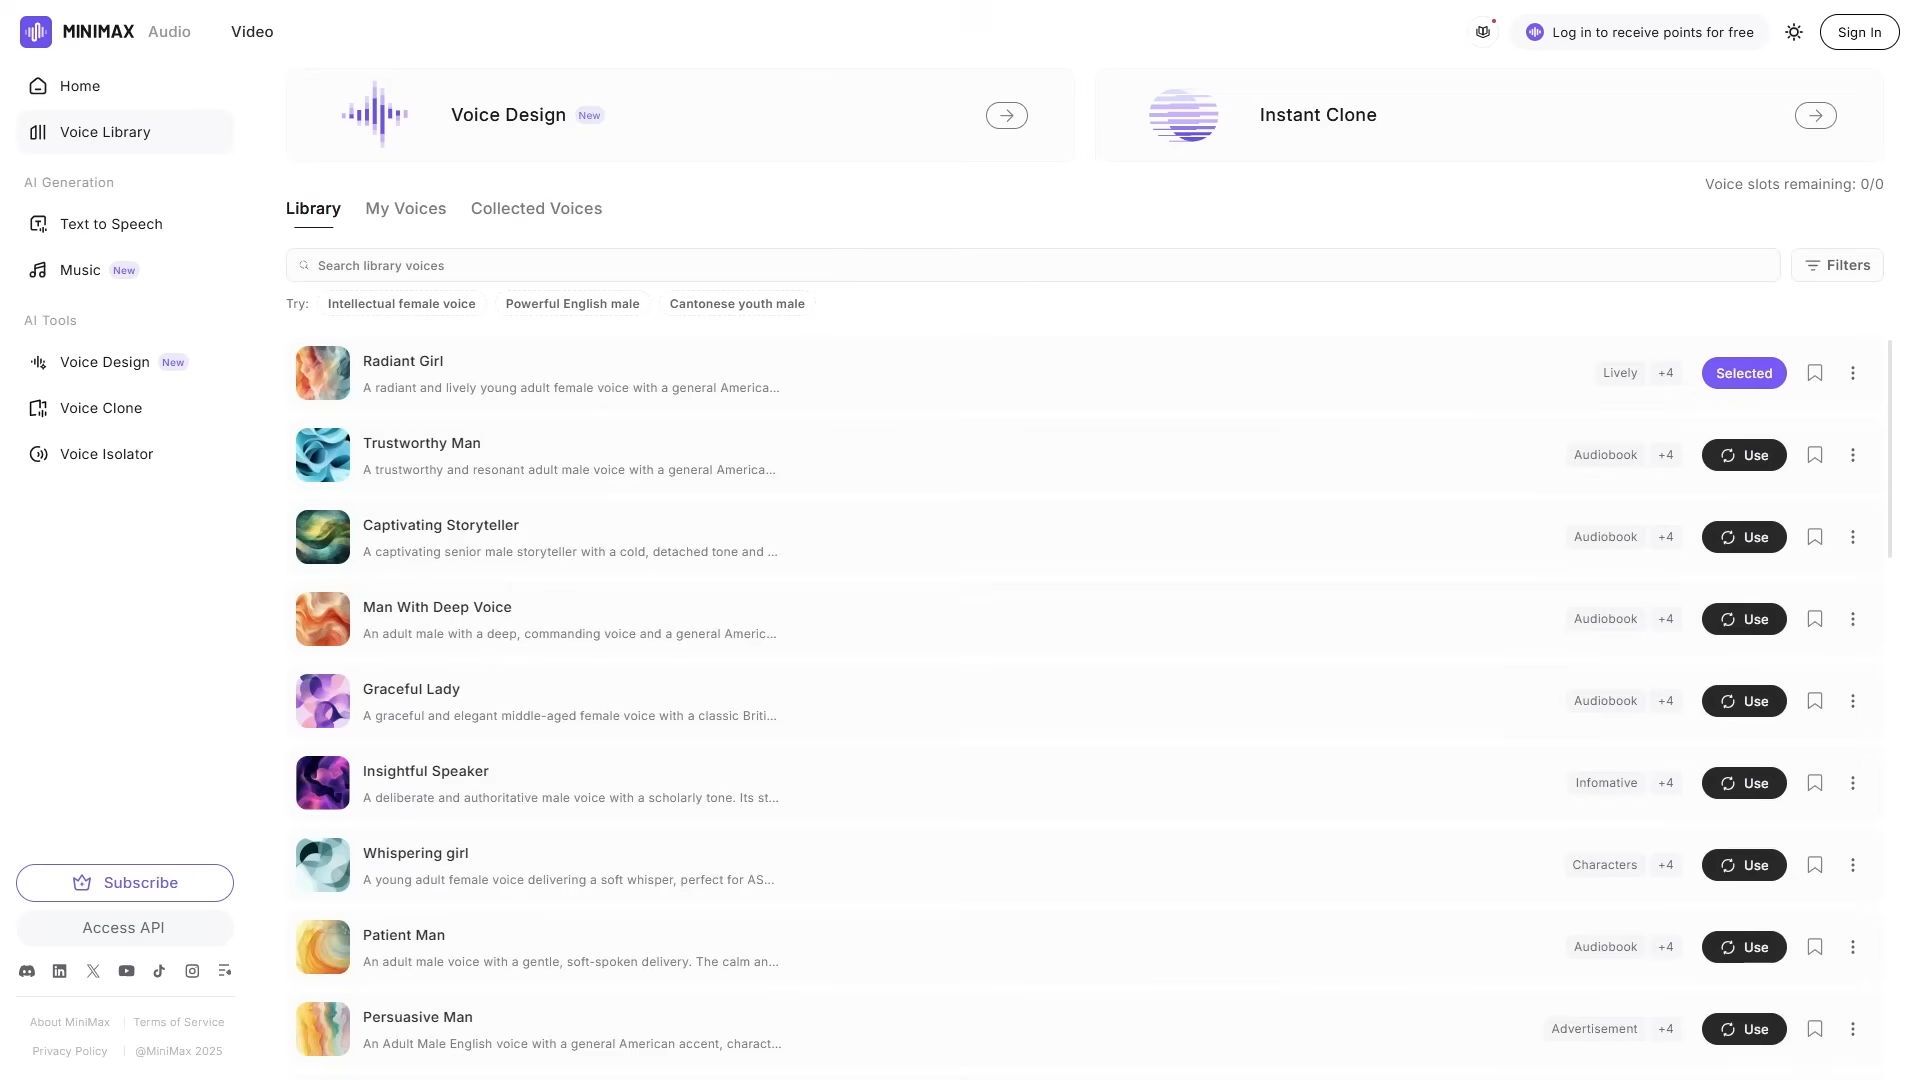 MINIMAX Audio
Video
Log in to receive points for free
Sign In
Home
Voice Library
AI Generation
Text to Speech
Music New
AI Tools
Voice Design New
Voice Clone
Voice Isolator
Subscribe
Access API
About MiniMax
Terms of Service
Privacy Policy
@MiniMax 2025
Voice Design New
Instant Clone
Voice slots remaining: 0/0
Library
My Voices
Collected Voices
Search library voices
Filters
Try:
Intellectual female voice
Powerful English male
Cantonese youth male
Radiant Girl
A radiant and lively young adult female voice with a general America...
Lively
+4
Selected
Trustworthy Man
A trustworthy and resonant adult male voice with a general America...
Audiobook
+4
Use
Captivating Storyteller
A captivating senior male storyteller with a cold, detached tone and ...
Audiobook
+4
Use
Man With Deep Voice
An adult male with a deep, commanding voice and a general Americ...
Audiobook
+4
Use
Graceful Lady
A graceful and elegant middle-aged female voice with a classic Briti...
Audiobook
+4
Use
Insightful Speaker
A deliberate and authoritative male voice with a scholarly tone. Its st...
Infomative
+4
Use
Whispering girl
A young adult female voice delivering a soft whisper, perfect for AS...
Characters
+4
Use
Patient Man
An adult male voice with a gentle, soft-spoken delivery. The calm an...
Audiobook
+4
Use
Persuasive Man
An Adult Male English voice with a general American accent, charact...
Advertisement
+4
Use